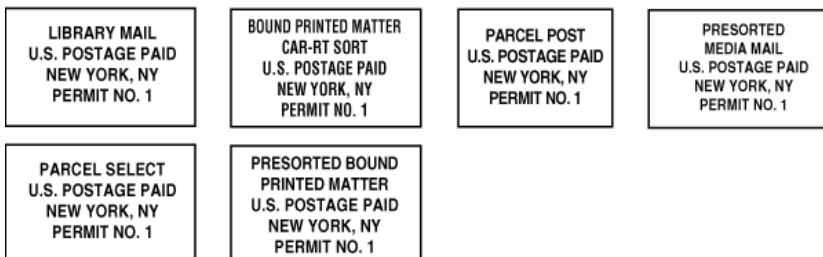 LIBRARY MAIL
U.S. POSTAGE PAID
NEW YORK, NY
PERMIT NO. 1
BOUND PRINTED MATTER
CAR-RT SORT
U.S. POSTAGE PAID
NEW YORK, NY
PERMIT NO. 1
PARCEL POST
U.S. POSTAGE PAID
NEW YORK, NY
PERMIT NO. 1
PRESORTED
MEDIA MAIL
U.S. POSTAGE PAID
NEW YORK, NY
PERMIT NO. 1
PARCEL SELECT
U.S. POSTAGE PAID
NEW YORK, NY
PERMIT NO. 1
PRESORTED BOUND
PRINTED MATTER
U.S. POSTAGE PAID
NEW YORK, NY
PERMIT NO. 1